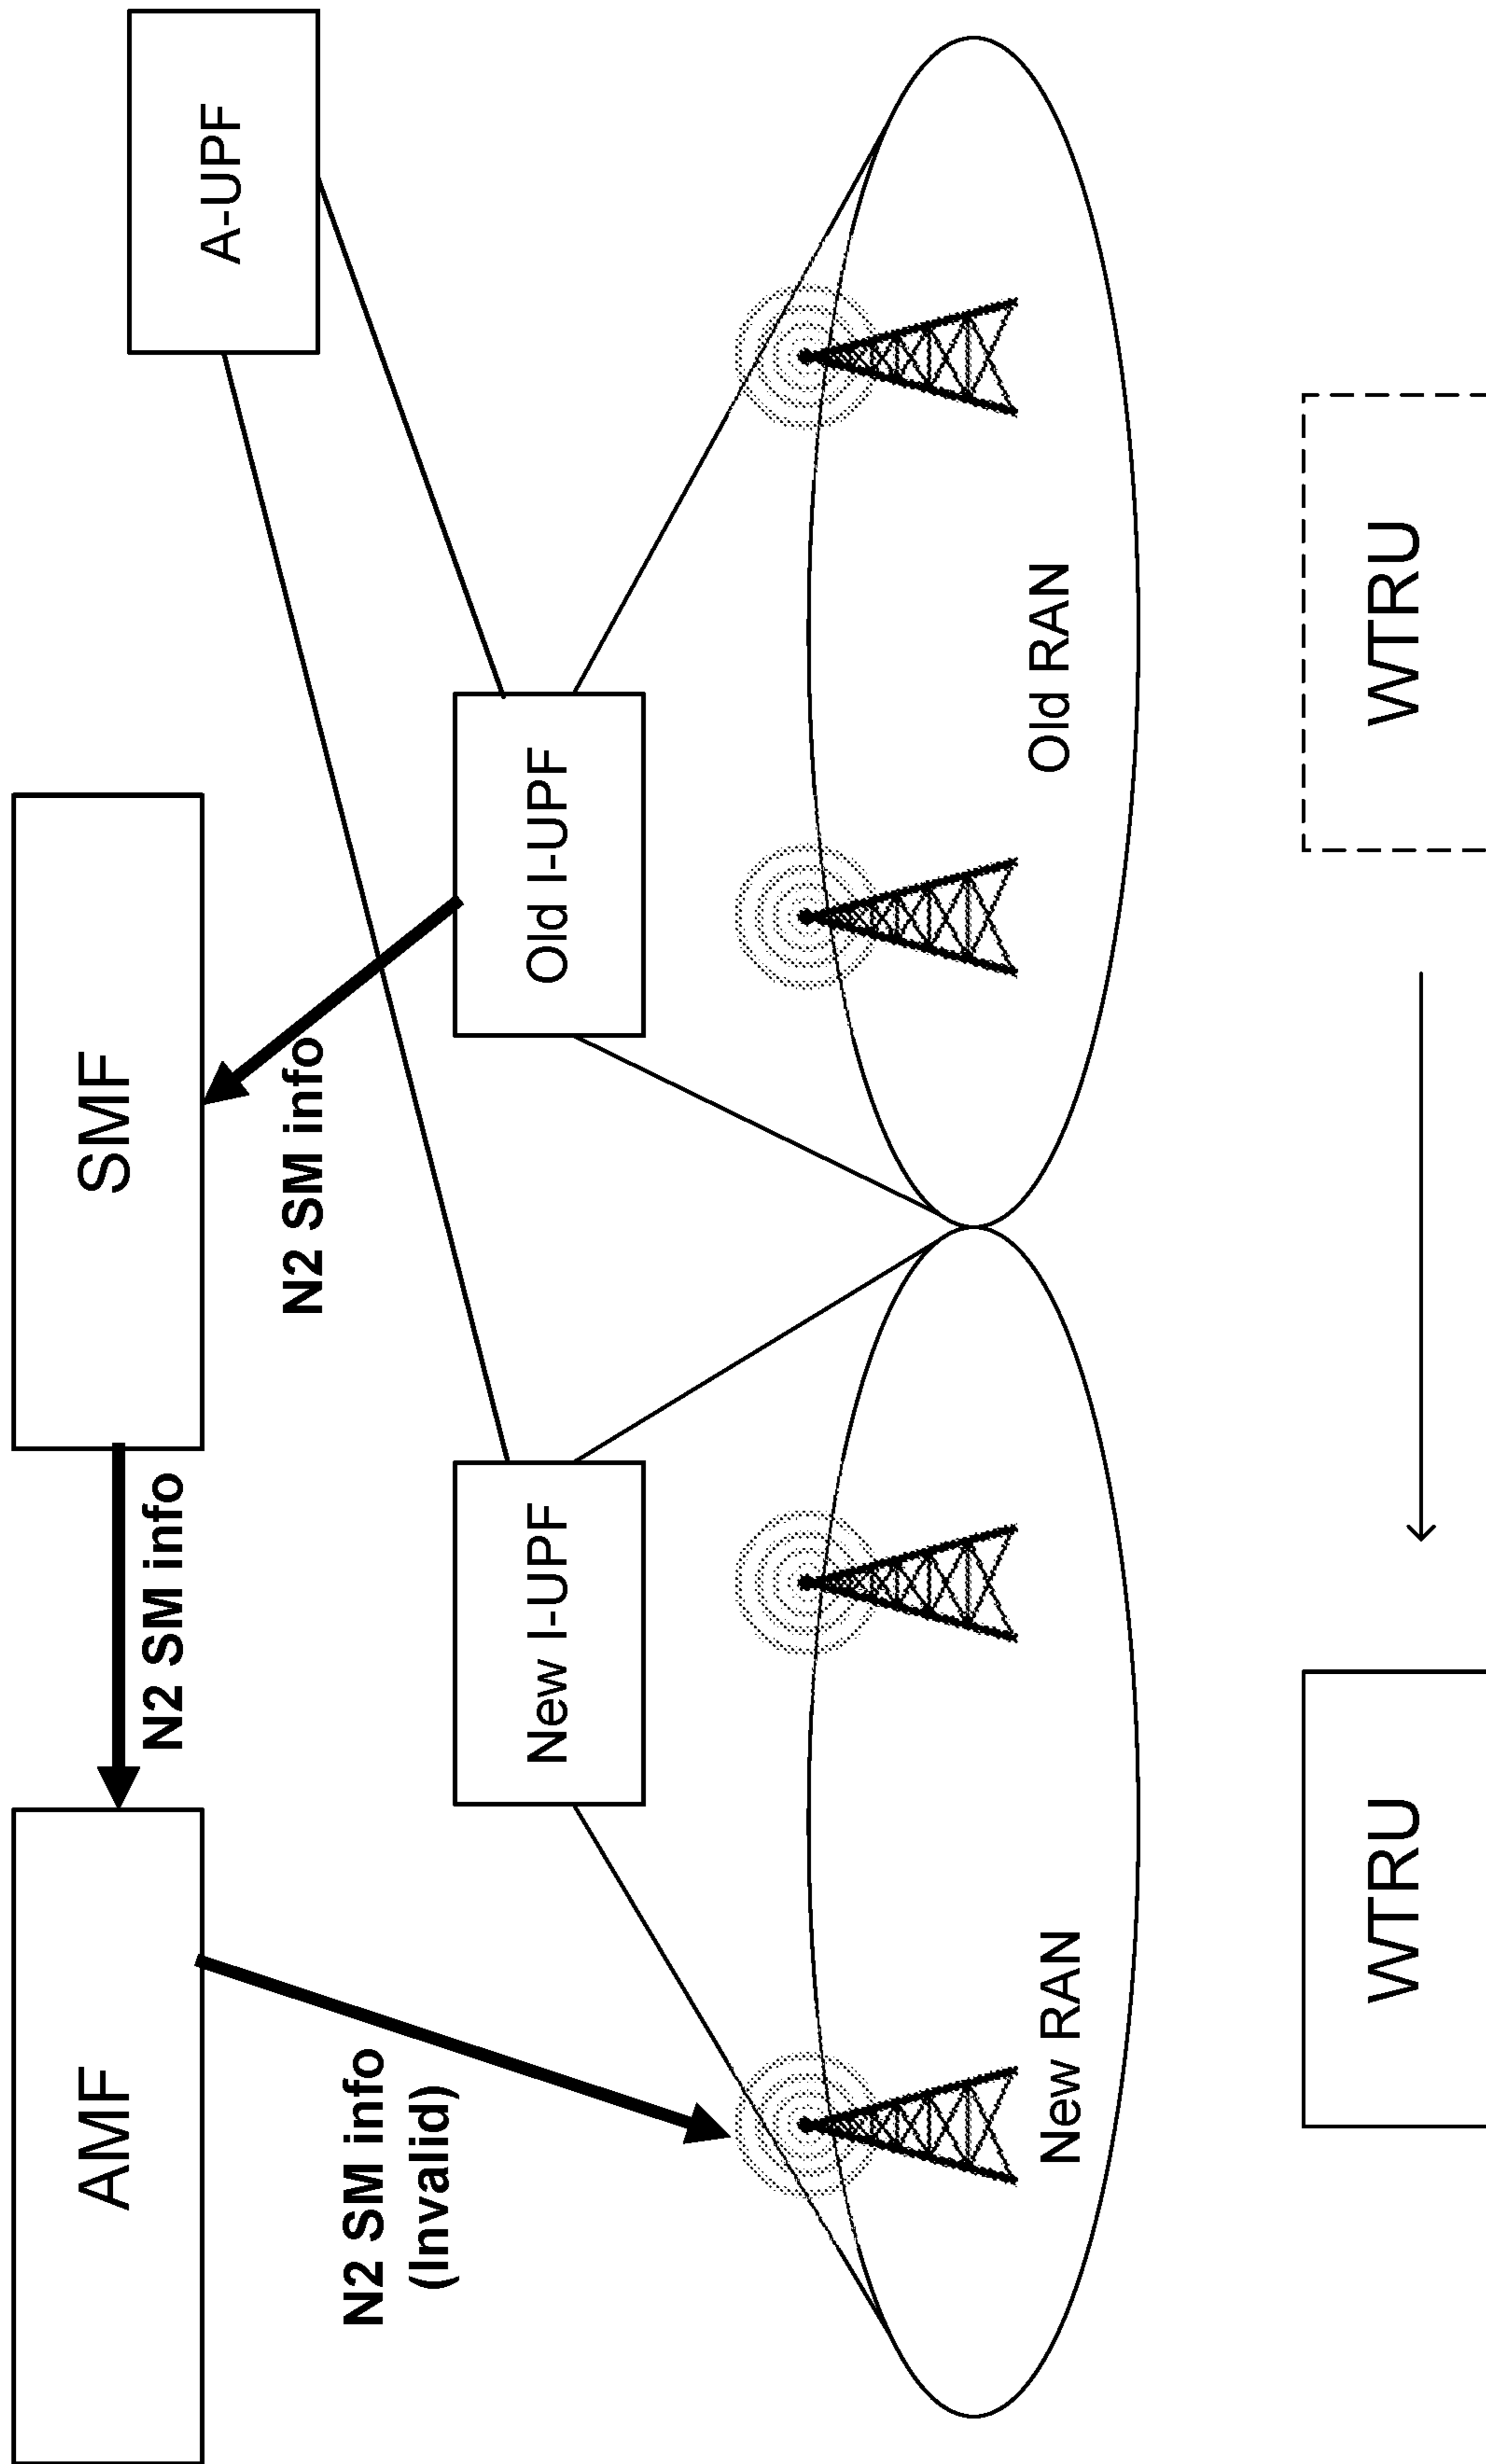 AMF
SMF
A-UPF
N2 SM info
N2 SM info
N2 SM info
(Invalid)
New I-UPF
Old I-UPF
New RAN
Old RAN
WTRU
WTRU